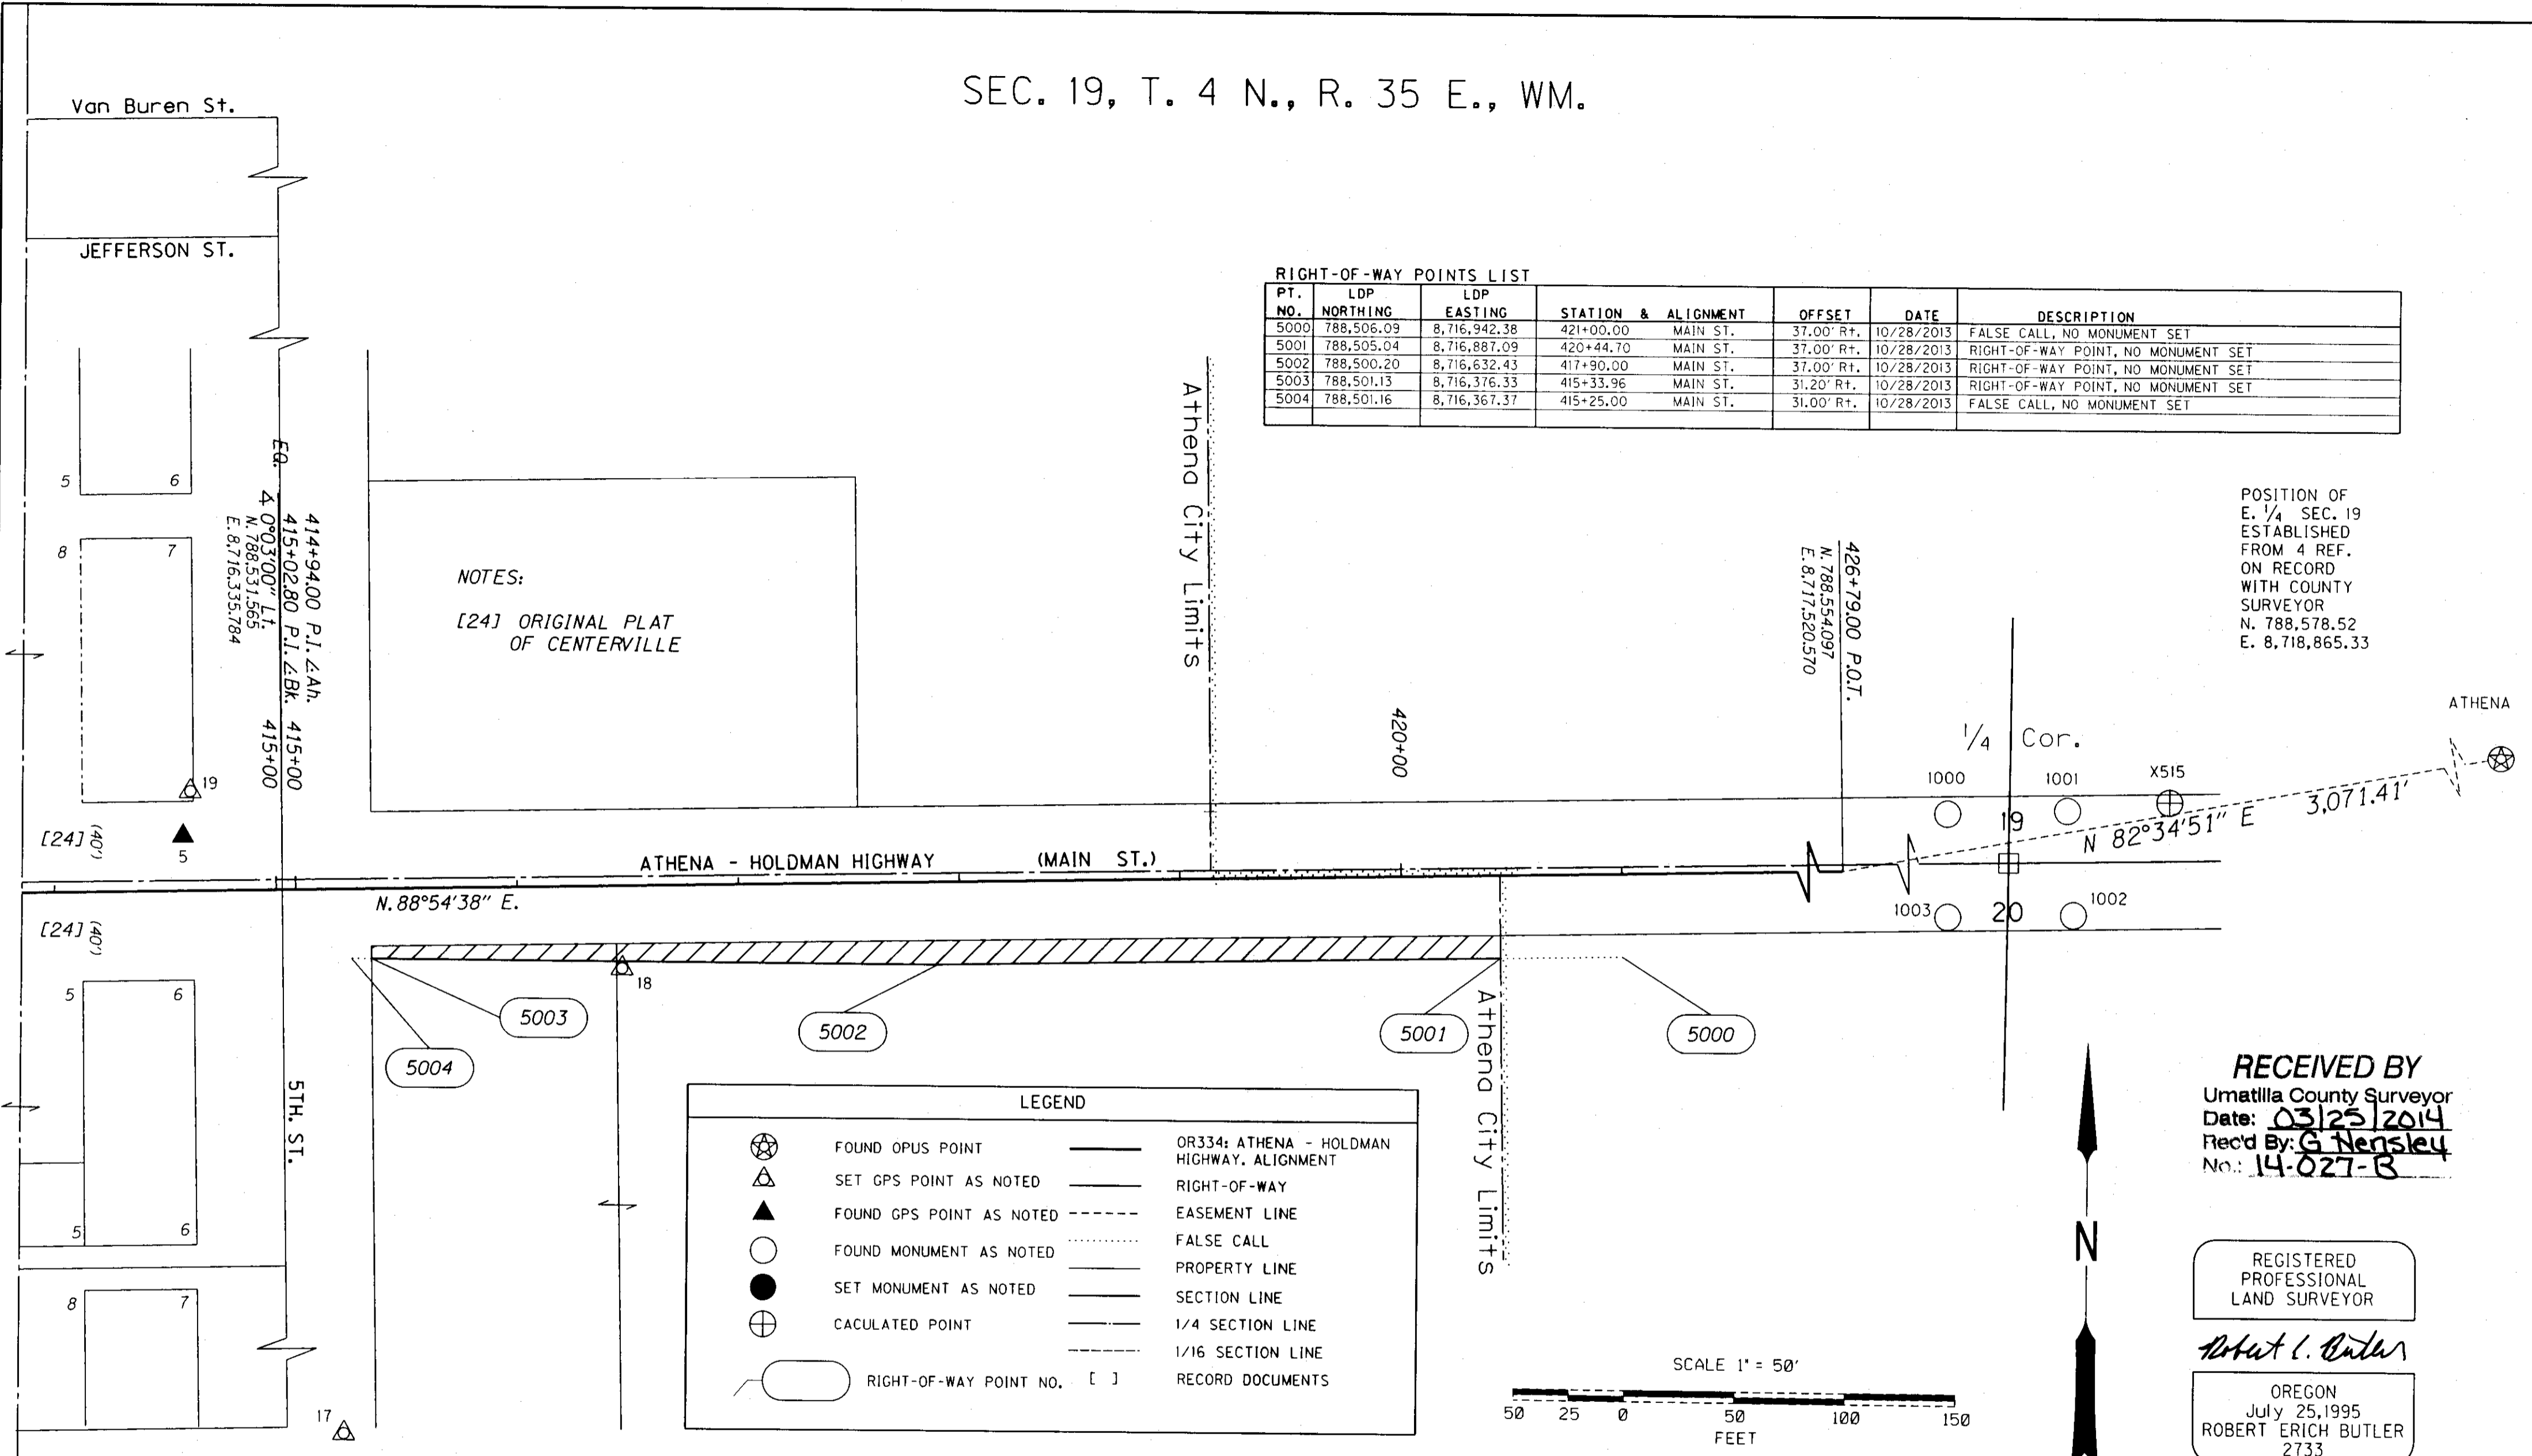 SEC. 19, T. 4 N., R. 35 E., WM.
Van Buren St.
JEFFERSON ST.
RIGHT-OF-WAY POINTS LIST
PT. NO. LDP NORTHING LDP EASTING STATION & ALIGNMENT OFFSET DATE DESCRIPTION
5000 788,506.09 8,716,942.38 421+00.00 MAIN ST. 37.00' Rt. 10/28/2013 FALSE CALL, NO MONUMENT SET
5001 788,505.04 8,716,887.09 420+44.70 MAIN ST. 37.00' Rt. 10/28/2013 RIGHT-OF-WAY POINT, NO MONUMENT SET
5002 788,500.20 8,716,632.43 417+90.00 MAIN ST. 37.00' Rt. 10/28/2013 RIGHT-OF-WAY POINT, NO MONUMENT SET
5003 788,501.13 8,716,376.33 415+33.96 MAIN ST. 31.20' Rt. 10/28/2013 RIGHT-OF-WAY POINT, NO MONUMENT SET
5004 788,501.16 8,716,367.37 415+25.00 MAIN ST. 31.00' Rt. 10/28/2013 FALSE CALL, NO MONUMENT SET
5 6
8 7
EQ.
414+94.00 P.I. ∠Ah.
415+02.80 P.I. ∠Bk.
Δ 0°03'00" Lt.
N. 788,531.565
E. 8,716,335.784
415+00
415+00
NOTES:
[24] ORIGINAL PLAT
OF CENTERVILLE
Athena City Limits
420+00
426+79.00 P.O.T.
N. 788,554.097
E. 8,717,520.570
POSITION OF
E. 1/4 SEC. 19
ESTABLISHED
FROM 4 REF.
ON RECORD
WITH COUNTY
SURVEYOR
N. 788,578.52
E. 8,718,865.33
ATHENA
1/4 Cor.
1000 1001 X515
19
N 82°34'51" E 3,071.41'
20
1003 1002
19
[24] (40')
5
ATHENA - HOLDMAN HIGHWAY (MAIN ST.)
N. 88°54'38" E.
[24] (40')
18
5003
5004
5002
5001
5000
Athena City Limits
5 6
5 6
8 7
5TH. ST.
17
LEGEND
FOUND OPUS POINT
SET GPS POINT AS NOTED
FOUND GPS POINT AS NOTED
FOUND MONUMENT AS NOTED
SET MONUMENT AS NOTED
CACULATED POINT
RIGHT-OF-WAY POINT NO.
OR334: ATHENA - HOLDMAN
HIGHWAY. ALIGNMENT
RIGHT-OF-WAY
EASEMENT LINE
FALSE CALL
PROPERTY LINE
SECTION LINE
1/4 SECTION LINE
1/16 SECTION LINE
[ ] RECORD DOCUMENTS
SCALE 1" = 50'
50 25 0 50 100 150
FEET
N
RECEIVED BY
Umatilla County Surveyor
Date: 03/25/2014
Rec'd By: G Hensley
No.: 14-027-B
REGISTERED
PROFESSIONAL
LAND SURVEYOR
Robert E. Butler
OREGON
July 25, 1995
ROBERT ERICH BUTLER
2733